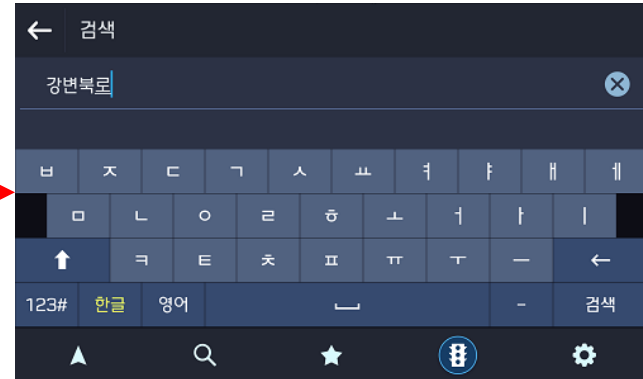 검색
강변북로
ㅂ ㅈ ㄷ ㄱ ㅅ ㅛ ㅕ ㅑ ㅐ ㅔ
ㅁ ㄴ ㅇ ㄹ ㅎ ㅗ ㅓ ㅏ ㅣ
ㅋ ㅌ ㅊ ㅍ ㅠ ㅜ ㅡ ←
123# 한글 영어 - 검색